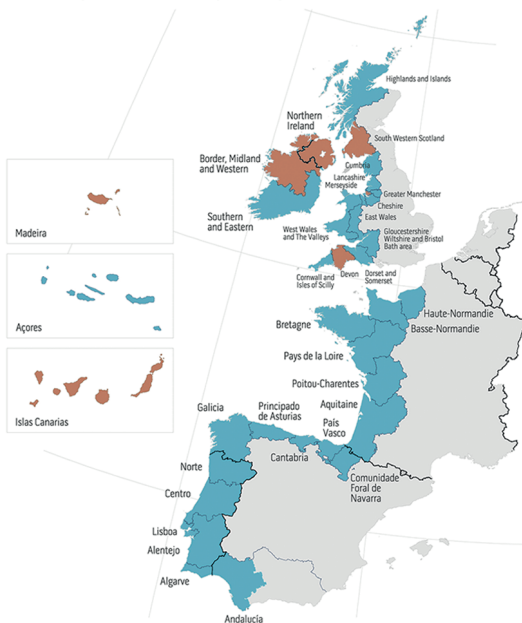 Highlands and Islands
Northern
Ireland
South Western Scotland
Border, Midland
and Western
Cumbria
Lancashire
Merseyside
Greater Manchester
Cheshire
East Wales
Southern
and Eastern
West Wales
and The Valleys
Gloucestershire
Wiltshire and Bristol
Bath area
Cornwall and
Isles of Scilly
Devon
Dorset and
Somerset
Madeira
Açores
Islas Canarias
Haute-Normandie
Basse-Normandie
Bretagne
Pays de la Loire
Poitou-Charentes
Aquitaine
País
Vasco
Galicia
Principado
de Asturias
Cantabria
Comunidade
Foral de
Navarra
Norte
Centro
Lisboa
Alentejo
Algarve
Andalucía